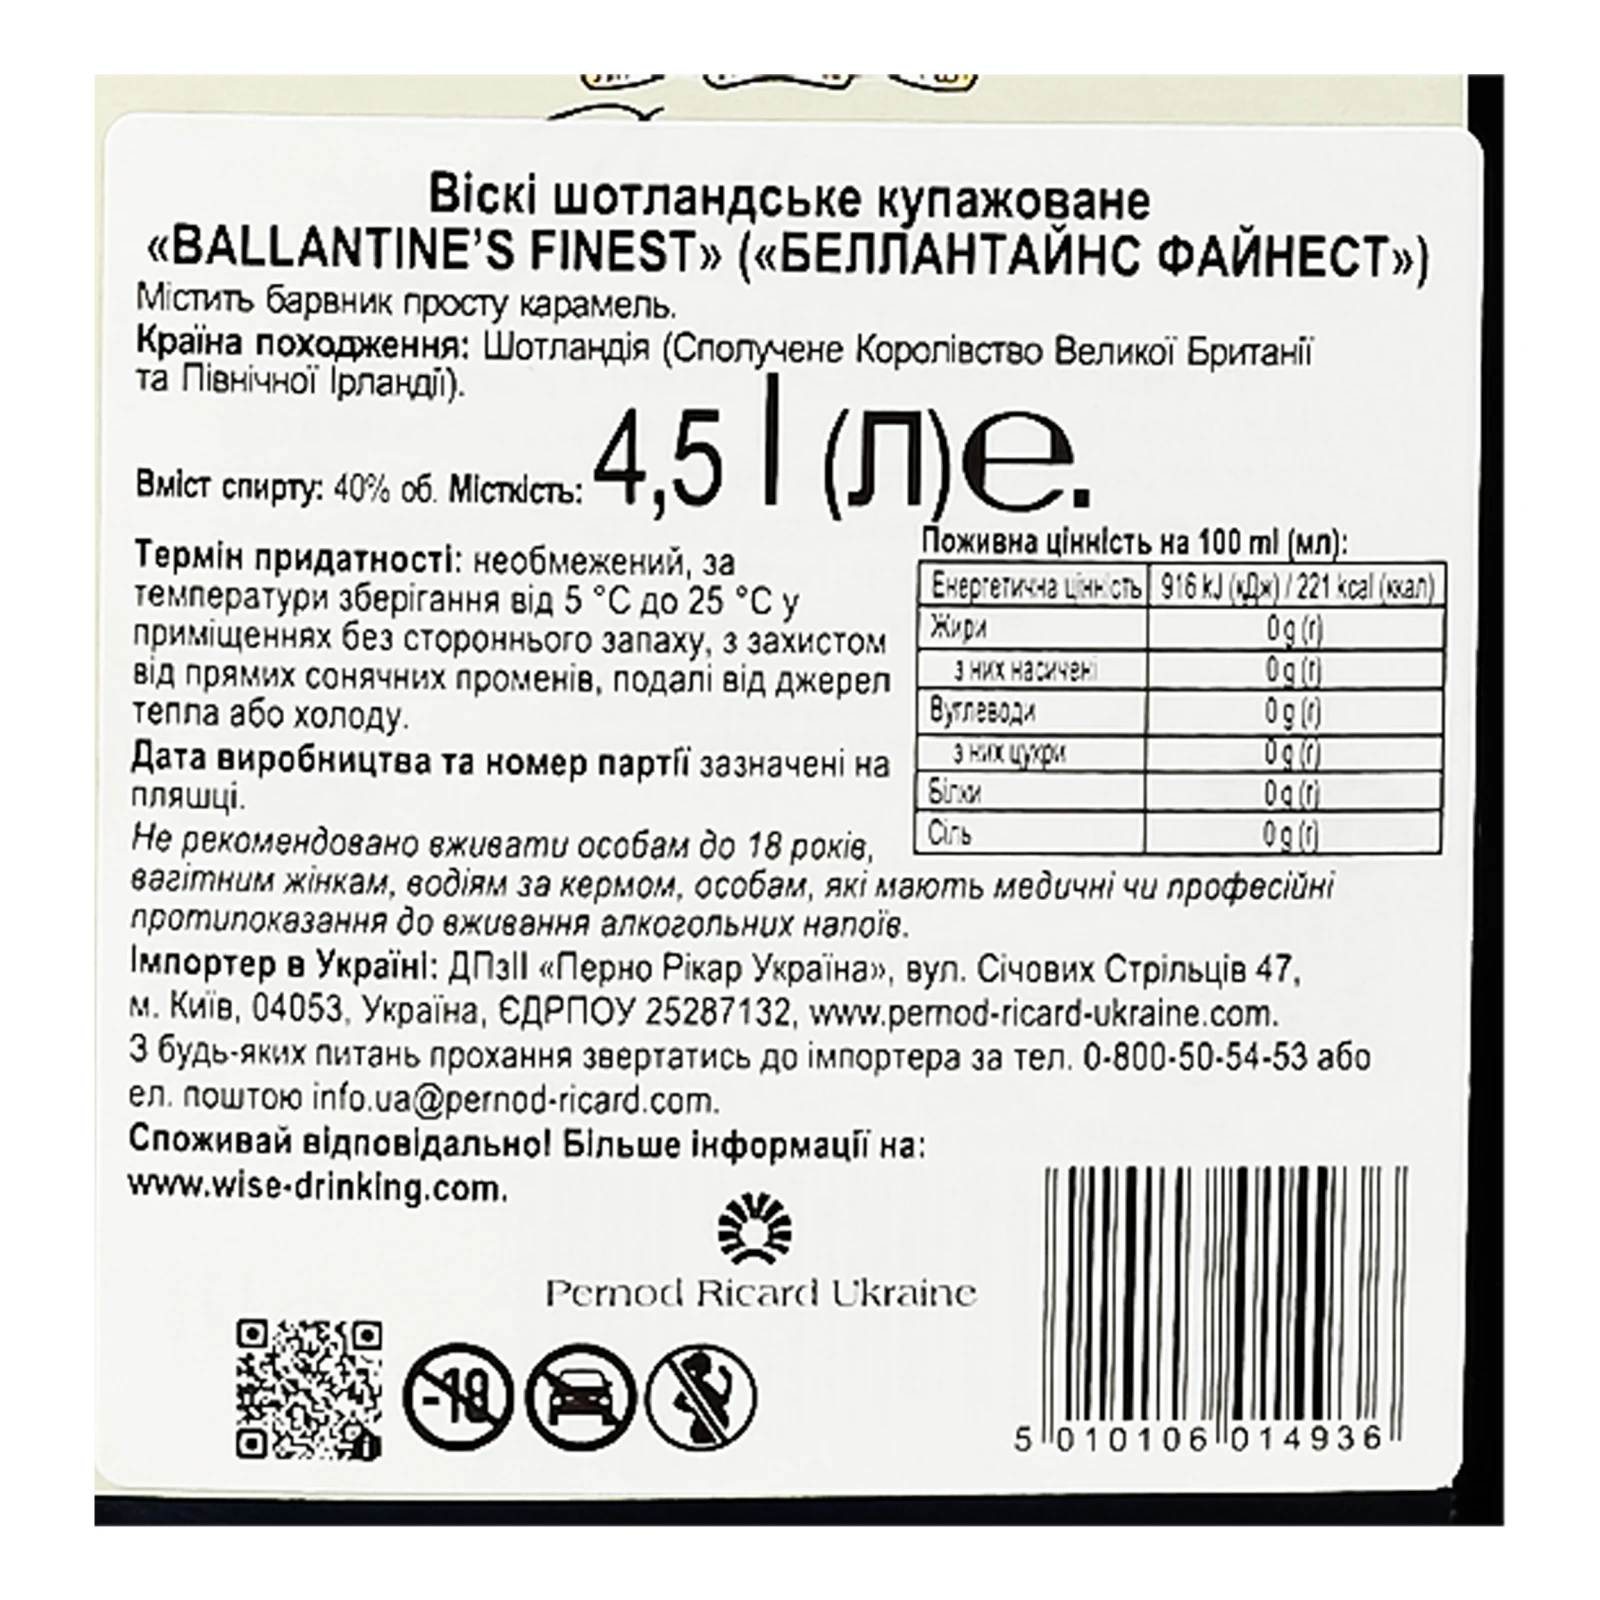 Віскі шотландське купажоване
«BALLANTINE'S FINEST» («БЕЛЛАНТАЙНС ФАЙНЕСТ»)
Містить барвник просту карамель.
Країна походження: Шотландія (Сполучене Королівство Великої Британії
та Північної Ірландії).
Вміст спирту: 40% об. Місткість: 4,5 l (л)℮.
Термін придатності: необмежений, за
температури зберігання від 5 °C до 25 °C у
приміщеннях без стороннього запаху, з захистом
від прямих сонячних променів, подалі від джерел
тепла або холоду.
Дата виробництва та номер партії зазначені на
пляшці.
Поживна цінність на 100 ml (мл):
Енергетична цінність 916 kJ (кДж) / 221 kcal (ккал)
Жири 0 g (г)
з них насичені 0 g (г)
Вуглеводи 0 g (г)
з них цукри 0 g (г)
Білки 0 g (г)
Сіль 0 g (г)
Не рекомендовано вживати особам до 18 років,
вагітним жінкам, водіям за кермом, особам, які мають медичні чи професійні
протипоказання до вживання алкогольних напоїв.
Імпортер в Україні: ДПзІІ «Перно Рікар Україна», вул. Січових Стрільців 47,
м. Київ, 04053, Україна, ЄДРПОУ 25287132, www.pernod-ricard-ukraine.com.
З будь-яких питань прохання звертатись до імпортера за тел. 0-800-50-54-53 або
ел. поштою info.ua@pernod-ricard.com.
Споживай відповідально! Більше інформації на:
www.wise-drinking.com.
Pernod Ricard Ukraine
-18
5 010106 014936